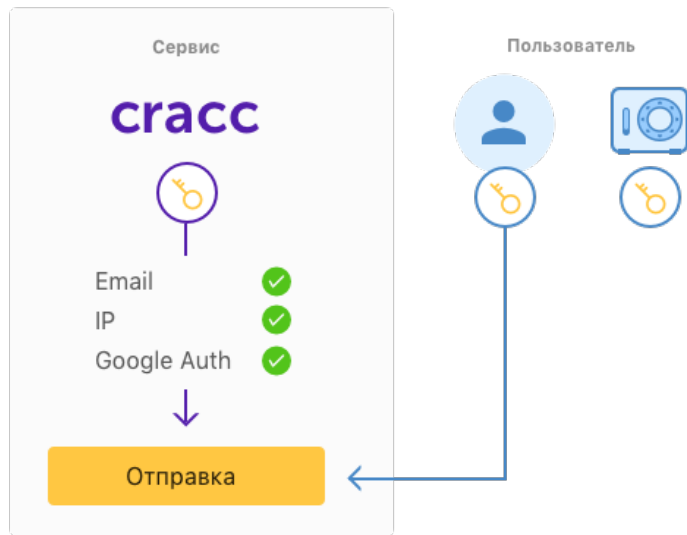 Сервис
Пользователь
cracc
Email
IP
Google Auth
Отправка